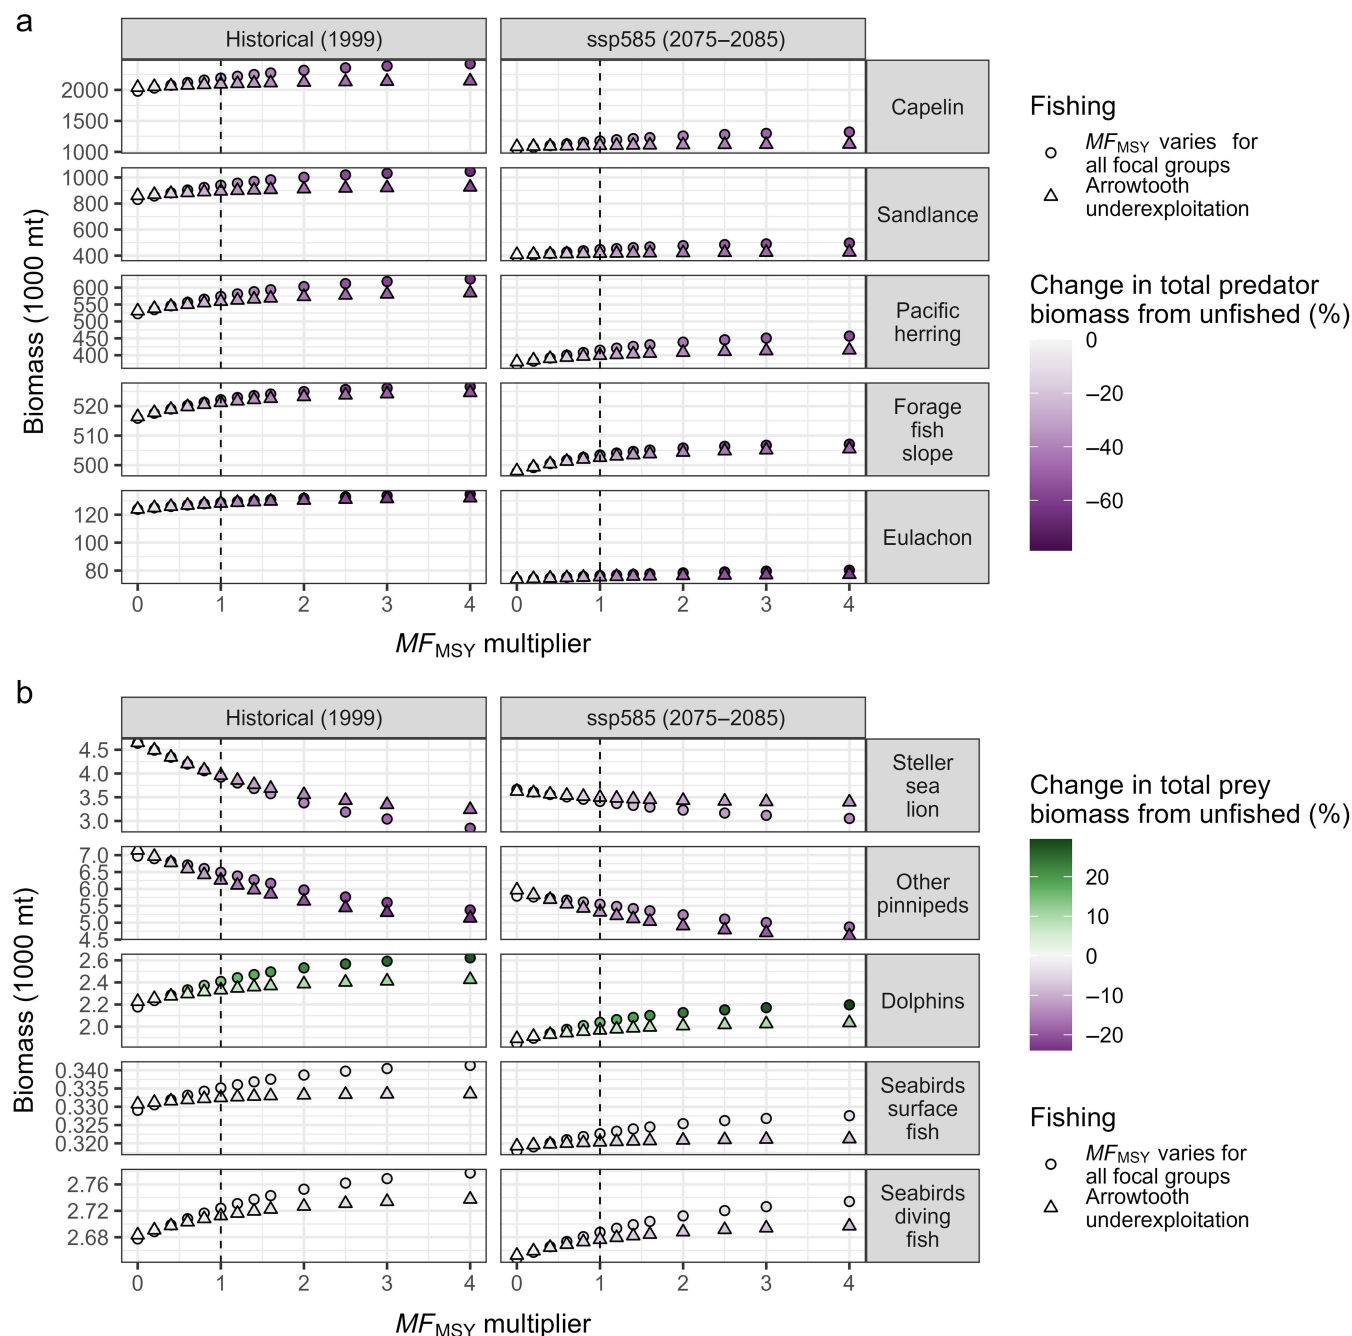 a
Historical (1999)
ssp585 (2075–2085)
2000
1500
1000
Capelin
1000
800
600
400
Sandlance
600
550
500
450
400
Pacific
herring
520
510
500
Forage
fish
slope
120
100
80
Eulachon
0 1 2 3 4
0 1 2 3 4
Biomass (1000 mt)
MFMSY multiplier
Fishing
MFMSY varies for
all focal groups
Arrowtooth
underexploitation
Change in total predator
biomass from unfished (%)
0
−20
−40
−60
b
Historical (1999)
ssp585 (2075–2085)
4.5
4.0
3.5
3.0
Steller
sea
lion
7.0
6.5
6.0
5.5
5.0
4.5
Other
pinnipeds
2.6
2.4
2.2
2.0
Dolphins
0.340
0.335
0.330
0.325
0.320
Seabirds
surface
fish
2.76
2.72
2.68
Seabirds
diving
fish
0 1 2 3 4
0 1 2 3 4
Biomass (1000 mt)
MFMSY multiplier
Change in total prey
biomass from unfished (%)
20
10
0
−10
−20
Fishing
MFMSY varies for
all focal groups
Arrowtooth
underexploitation